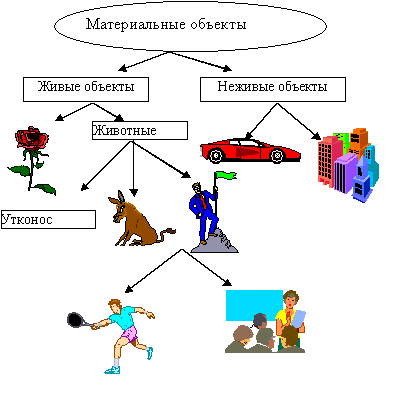 Материальные объекты
Живые объекты
Неживые объекты
Животные
Утконос